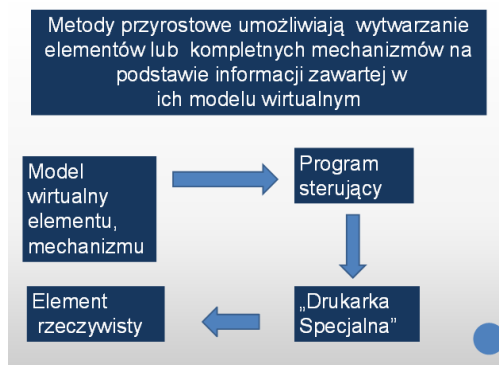 Metody przyrostowe umożliwiają wytwarzanie
elementów lub kompletnych mechanizmów na
podstawie informacji zawartej w
ich modelu wirtualnym
Model
wirtualny
elementu,
mechanizmu
Program
sterujący
Element
rzeczywisty
„Drukarka
Specjalna”